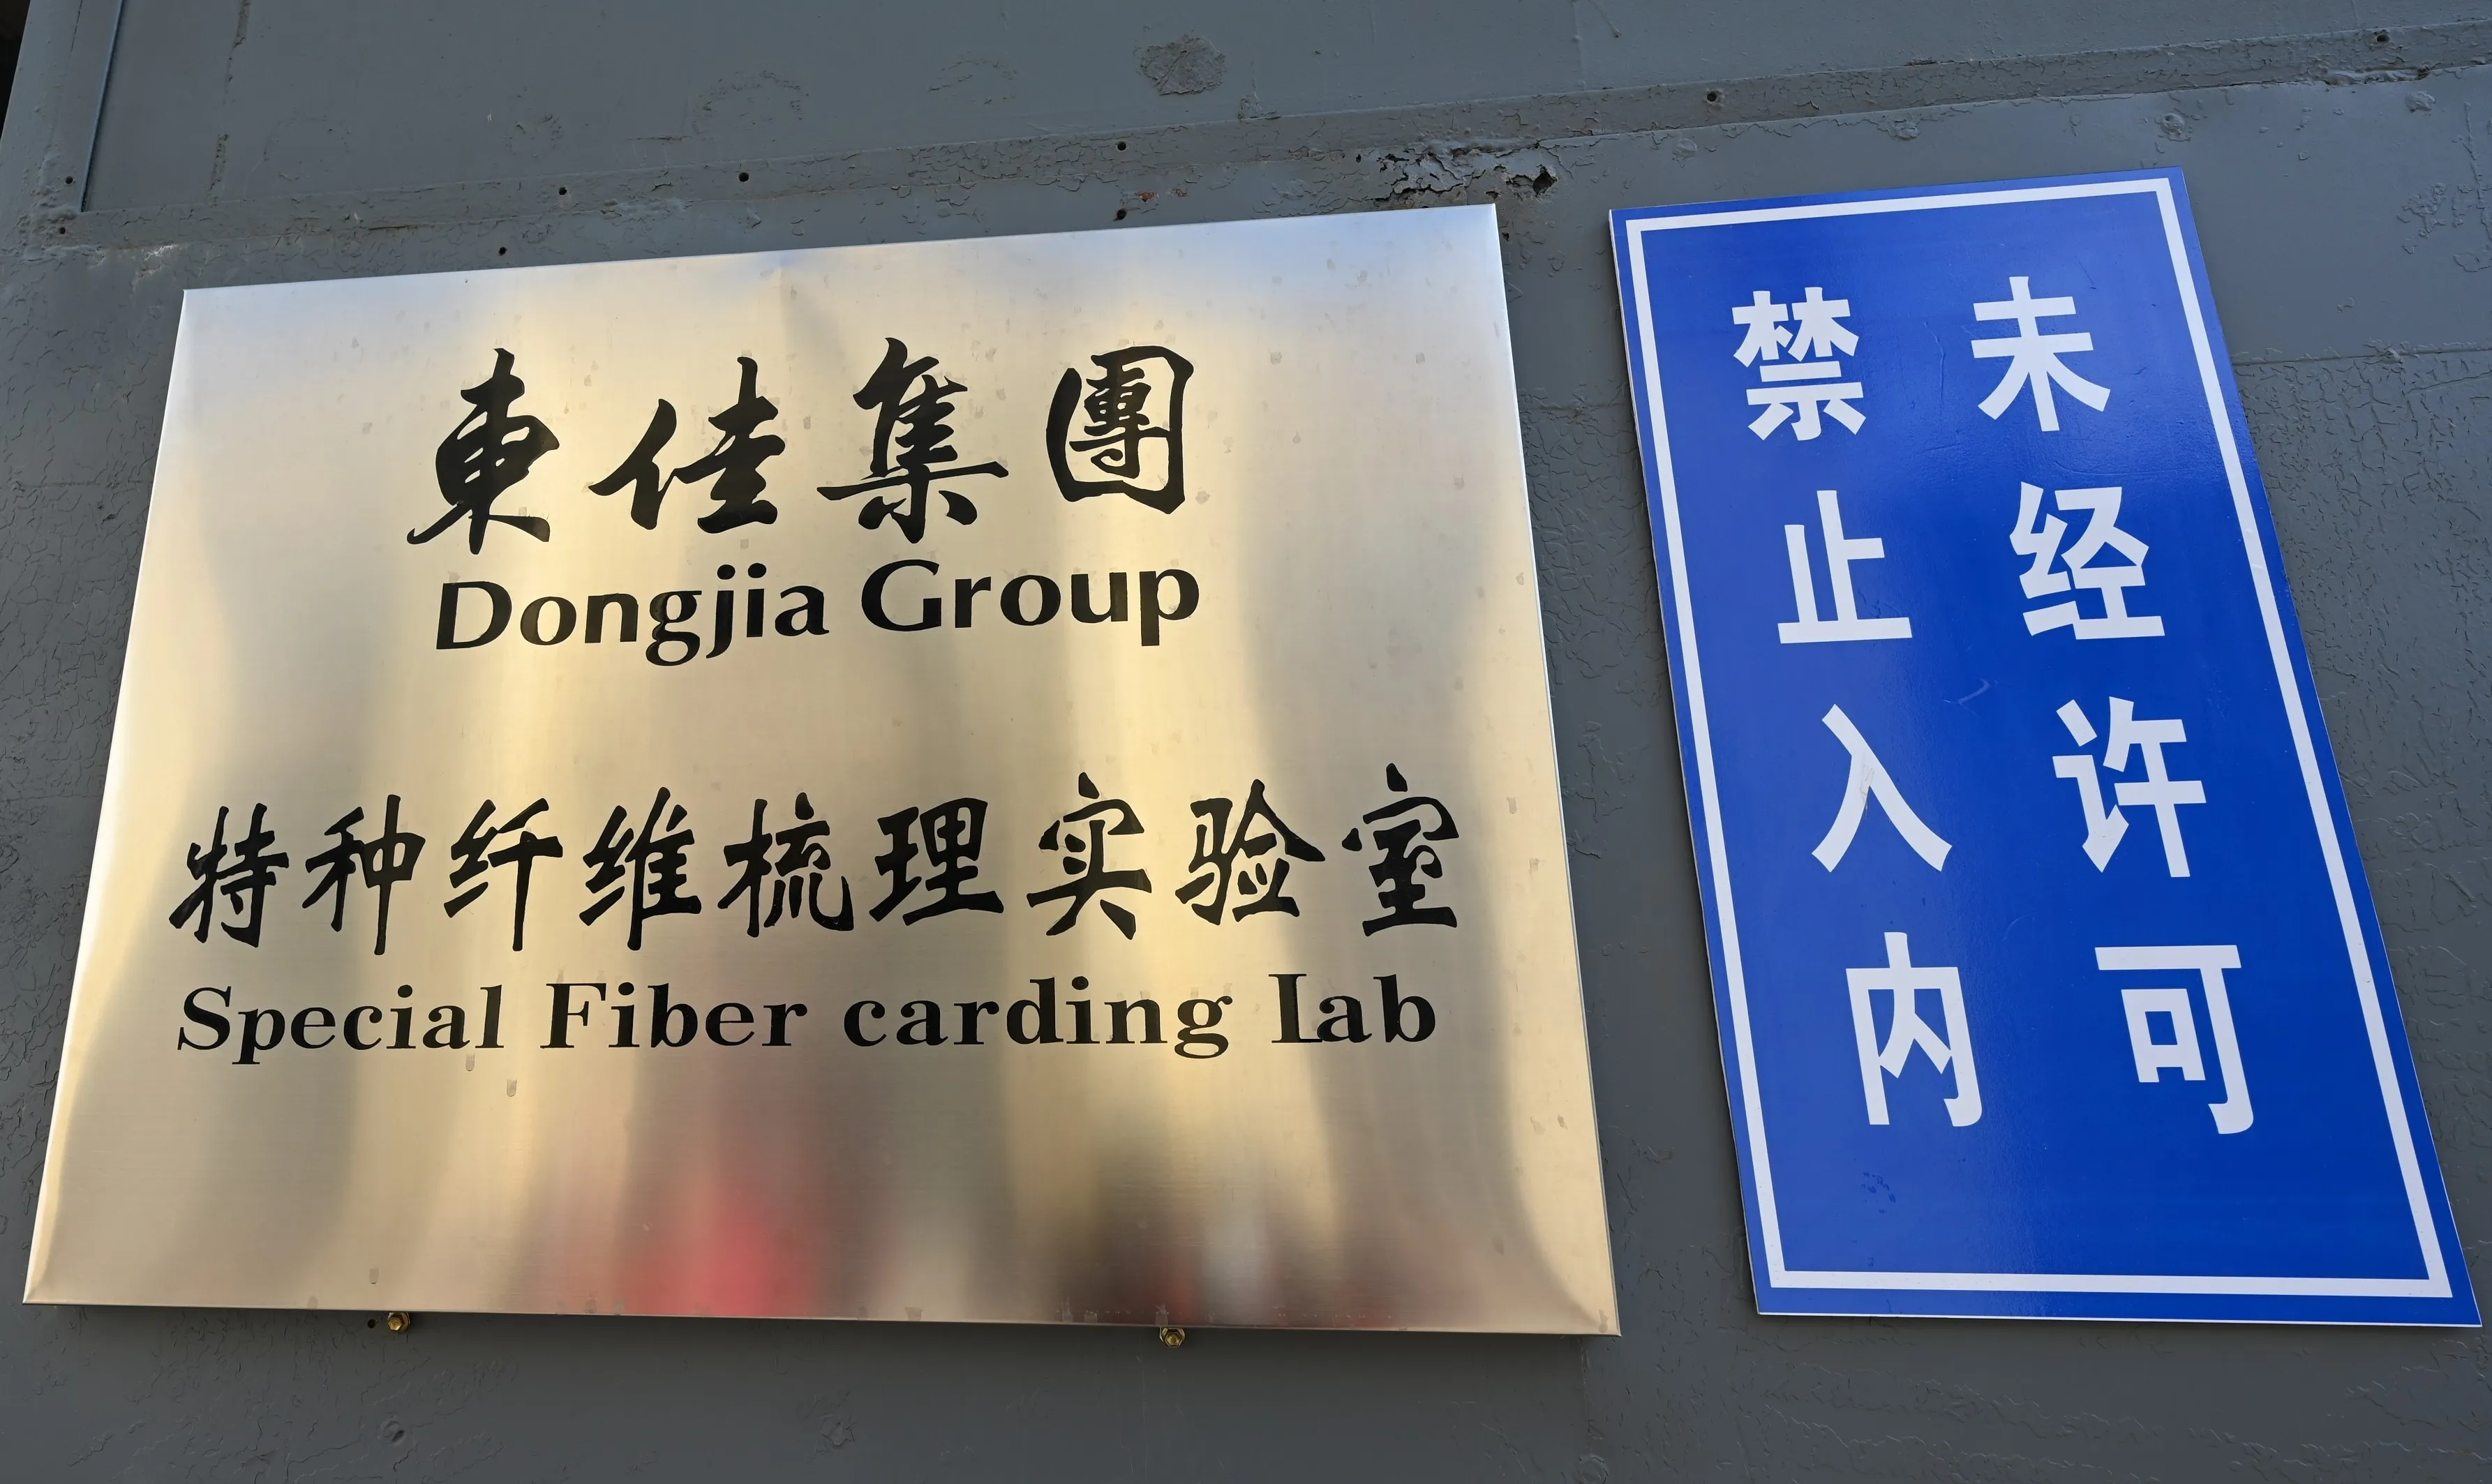 東佳集團
Dongjia Group
特种纤维梳理实验室
Special Fiber carding Lab
未经许可
禁止入内